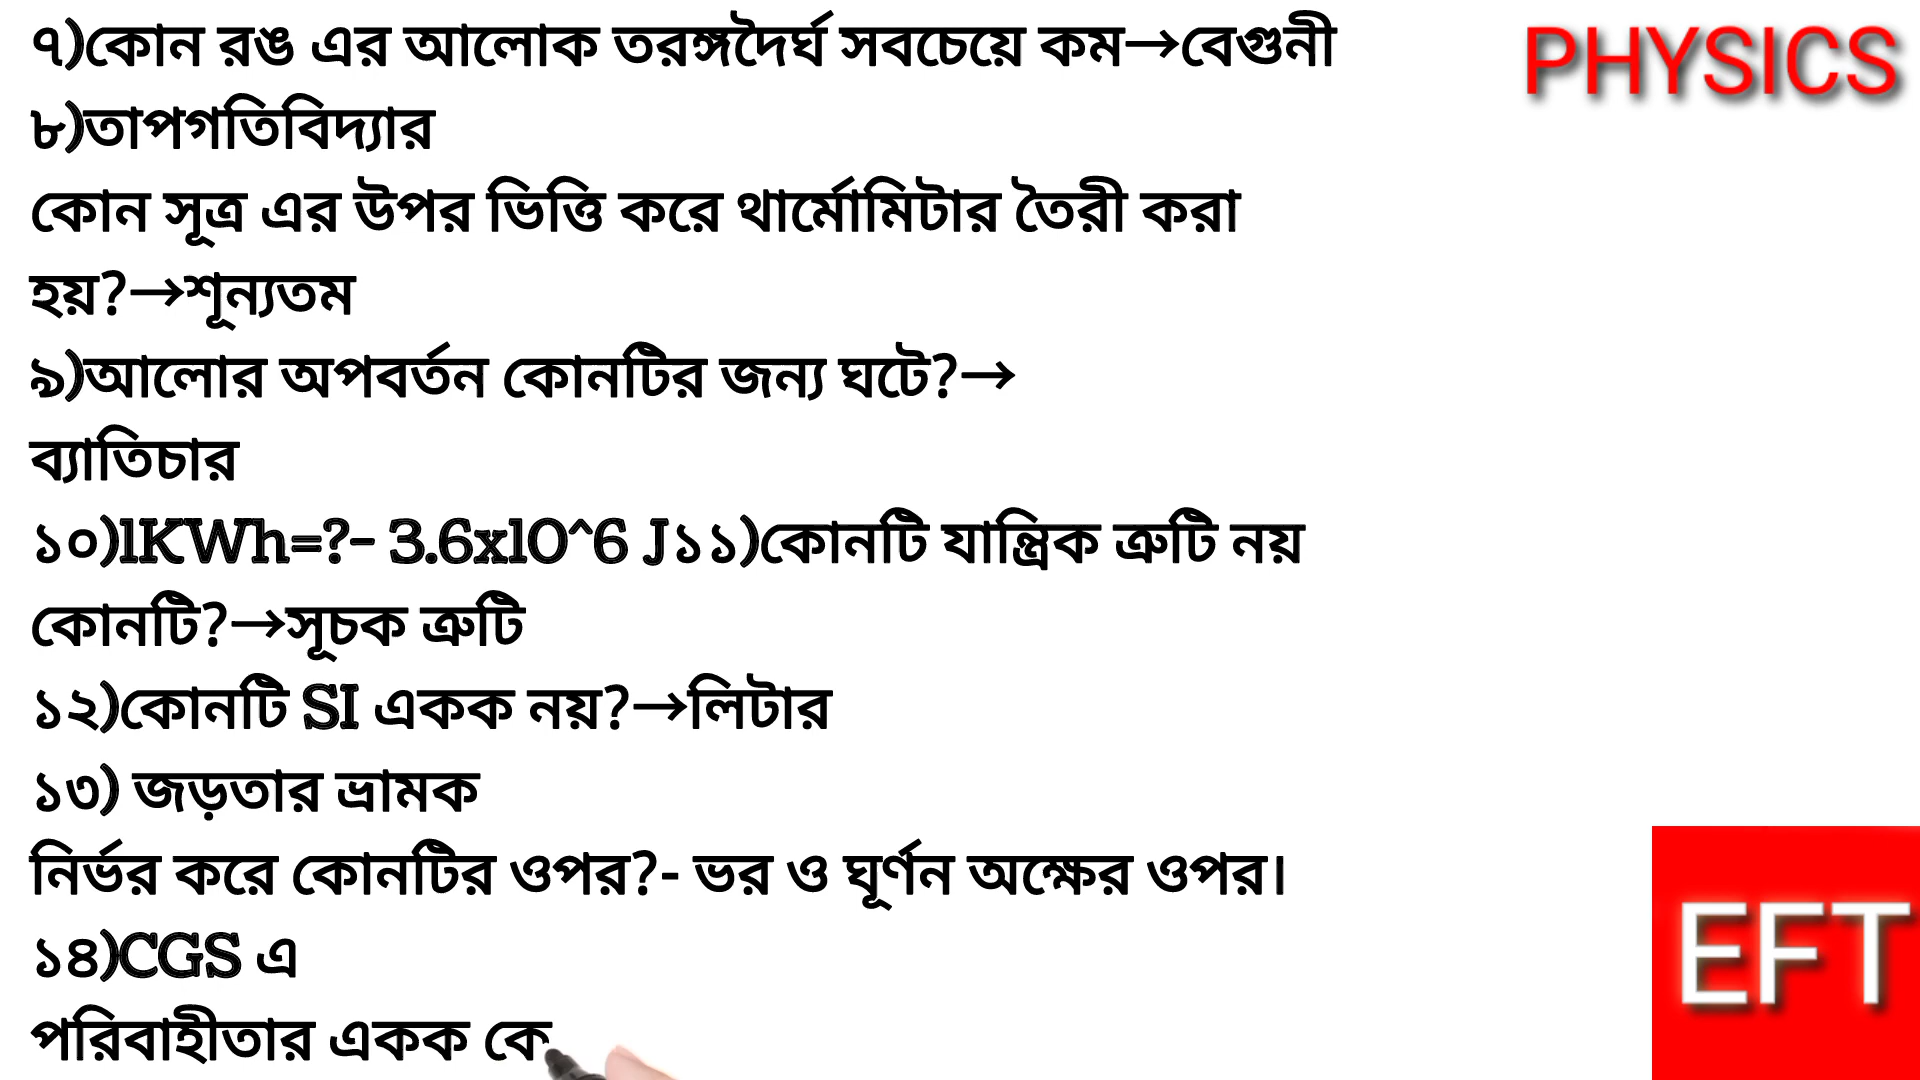 ৭)কোন রঙ এর আলোক তরঙ্গদৈর্ঘ সবচেয়ে কম→বেগুনী
PHYSICS
৮)তাপগতিবিদ্যার
কোন সূত্র এর উপর ভিত্তি করে থার্মোমিটার তৈরী করা
হয়?→শূন্যতম
৯)আলোর অপবর্তন কোনটির জন্য ঘটে?→
ব্যাতিচার
১০)lKWh=?- 3.6xlO^6 J১১)কোনটি যান্ত্রিক ত্রুটি নয়
কোনটি?→সূচক ত্রুটি
১২)কোনটি SI একক নয়?→লিটার
১৩) জড়তার ভ্রামক
নির্ভর করে কোনটির ওপর?- ভর ও ঘূর্ণন অক্ষের ওপর।
১৪)CGS এ
পরিবাহীতার একক
EFT